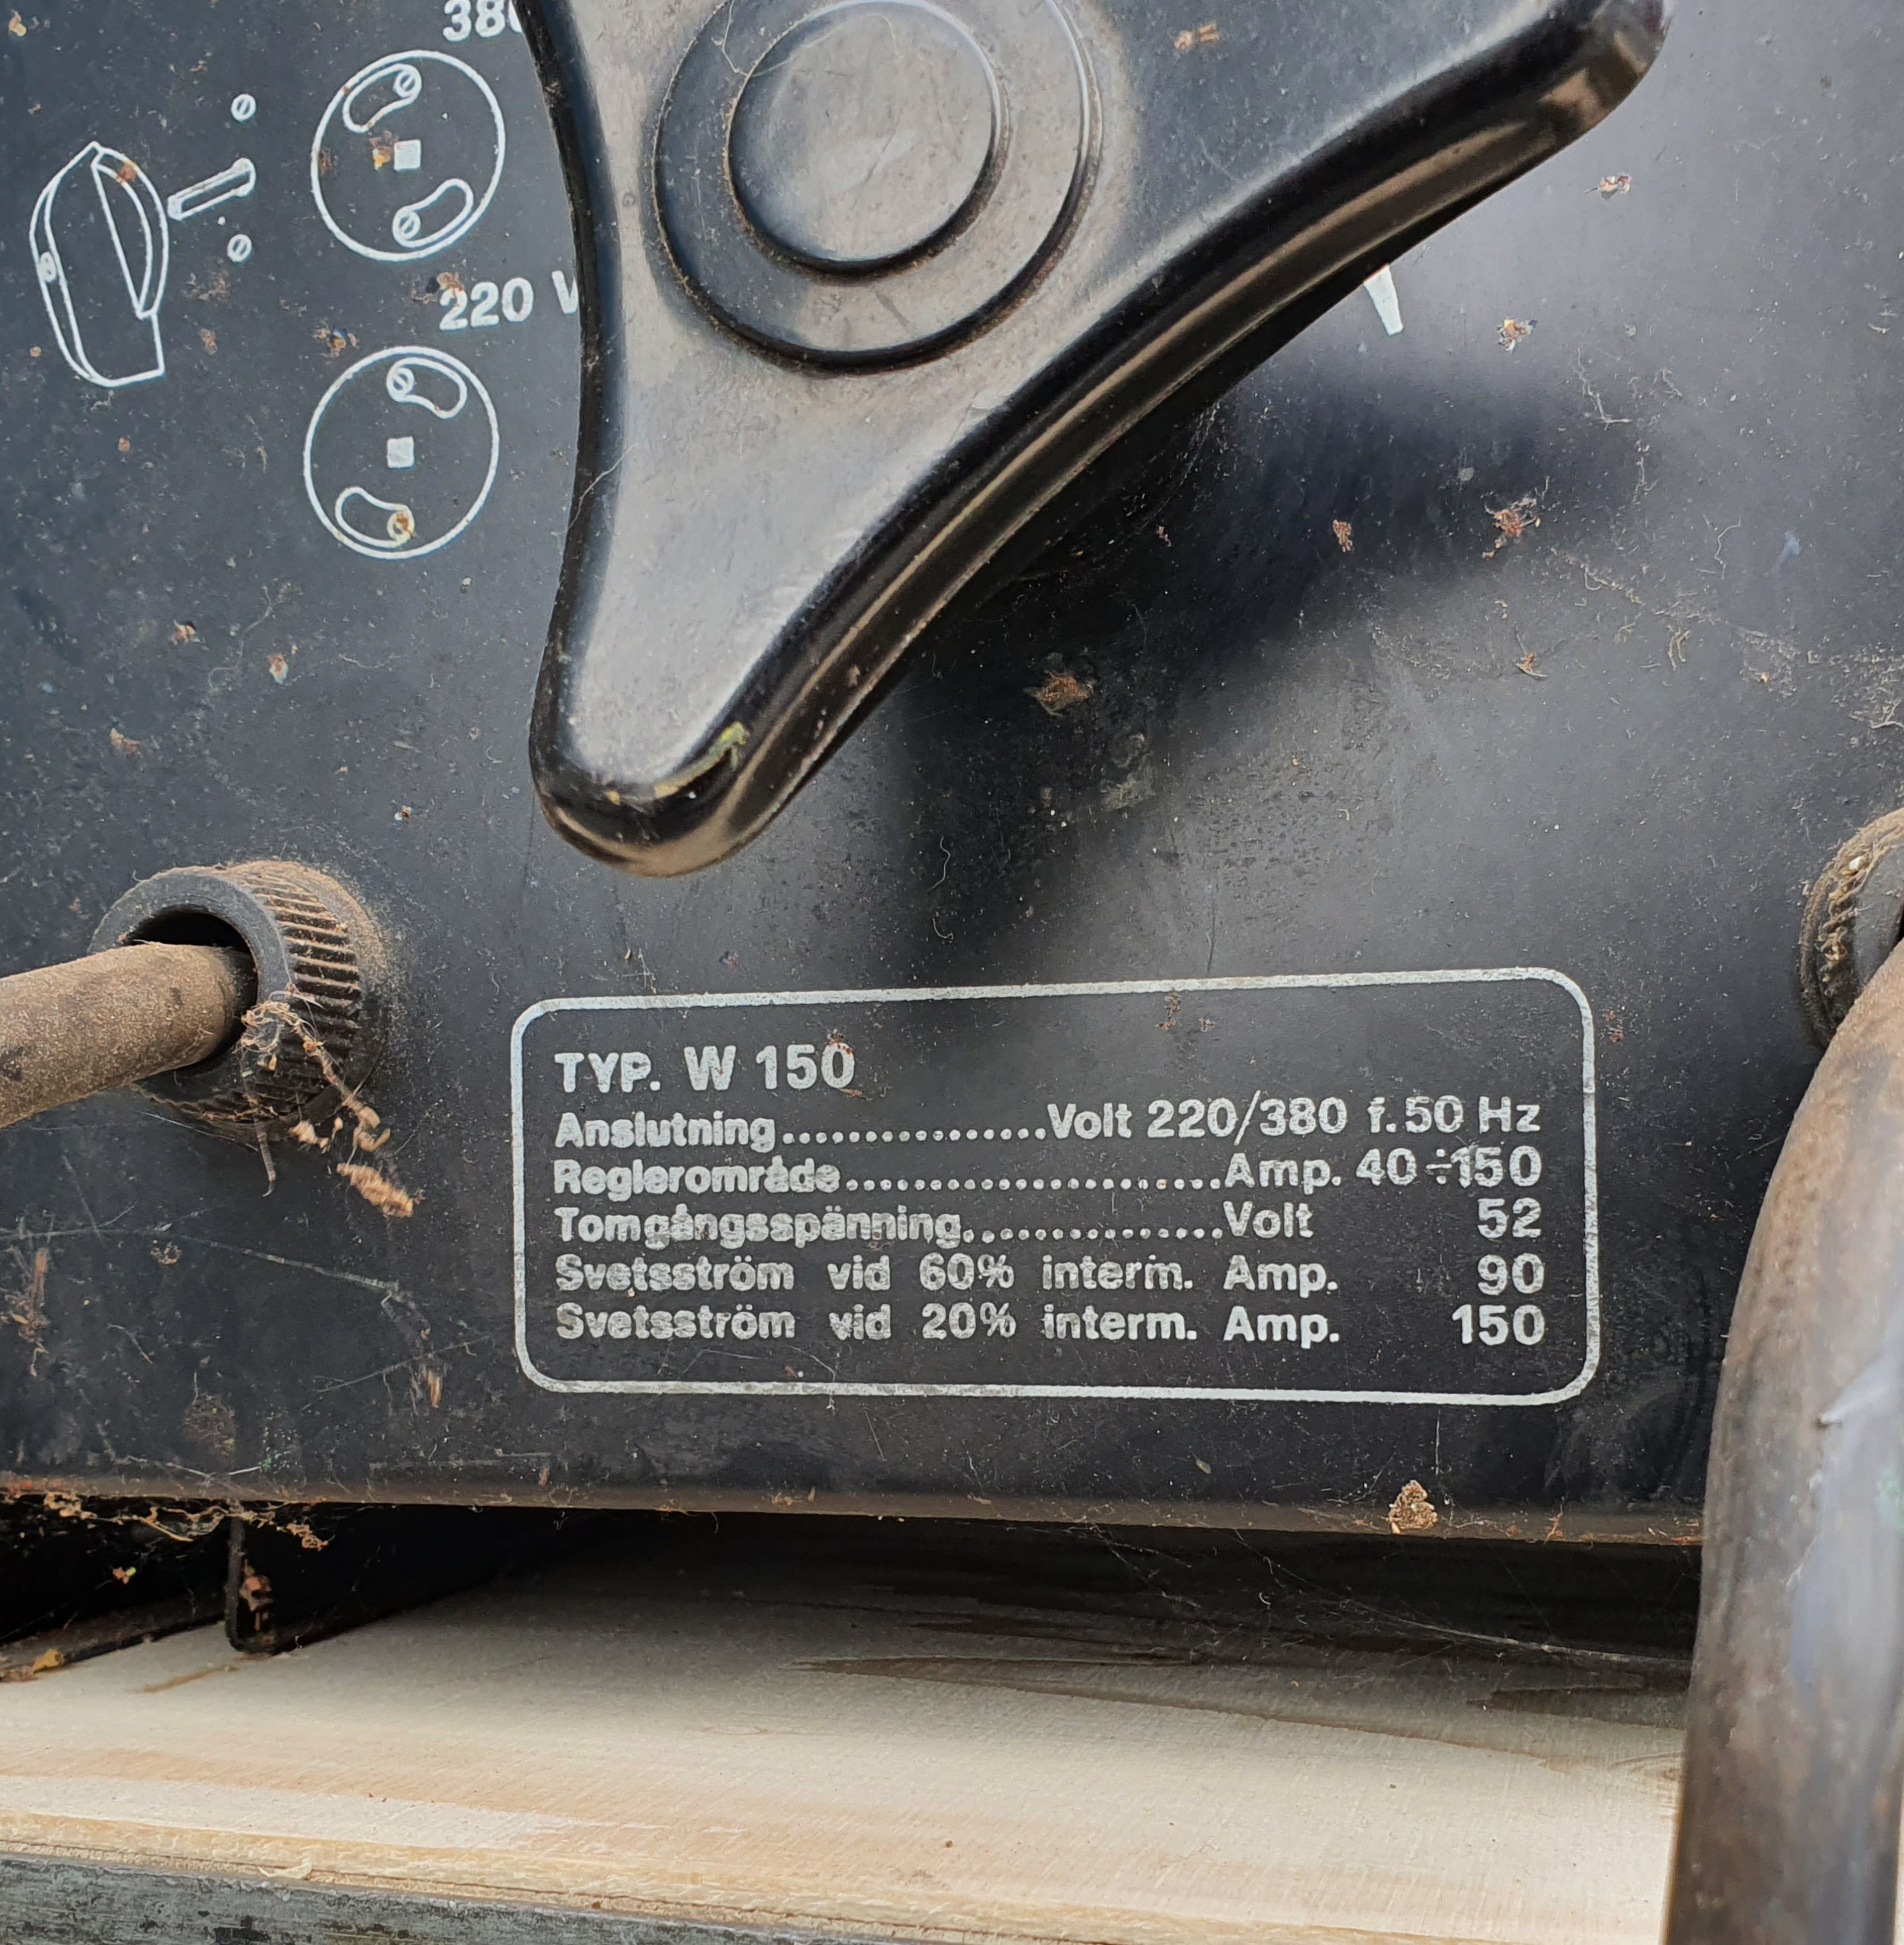 220 V
TYP. W 150
Anslutning................Volt 220/380 f.50 Hz
Reglerområde.......................Amp. 40÷150
Tomgångsspänning................Volt 52
Svetsström vid 60% interm. Amp. 90
Svetsström vid 20% interm. Amp. 150